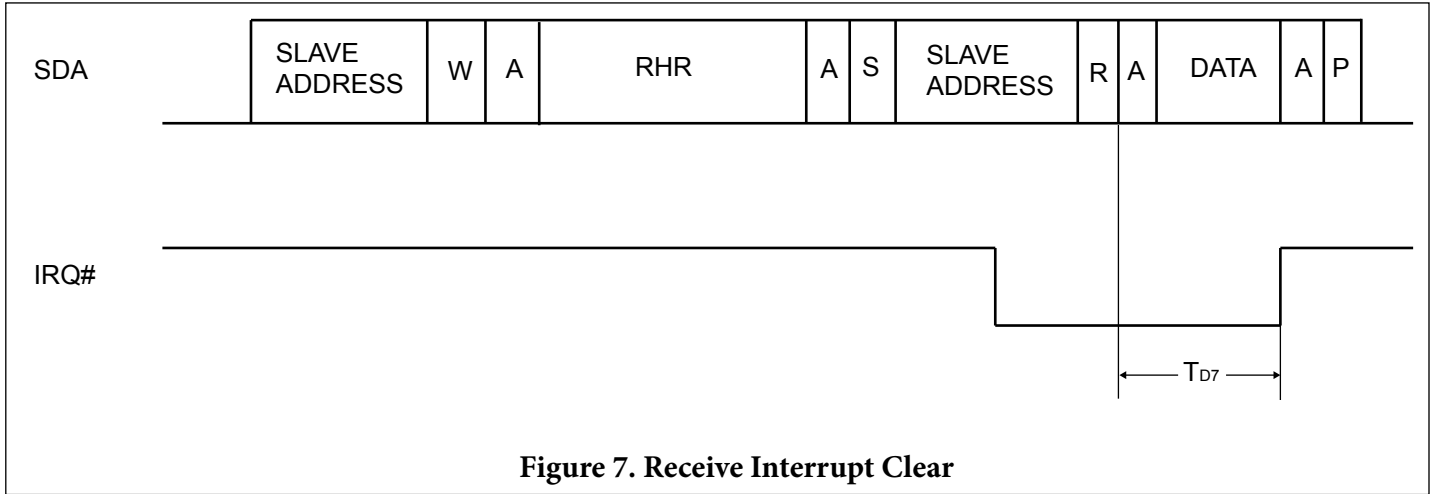 SDA
SLAVE
ADDRESS
W
A
RHR
A
S
SLAVE
ADDRESS
R
A
DATA
A
P
IRQ#
TD7
Figure 7. Receive Interrupt Clear